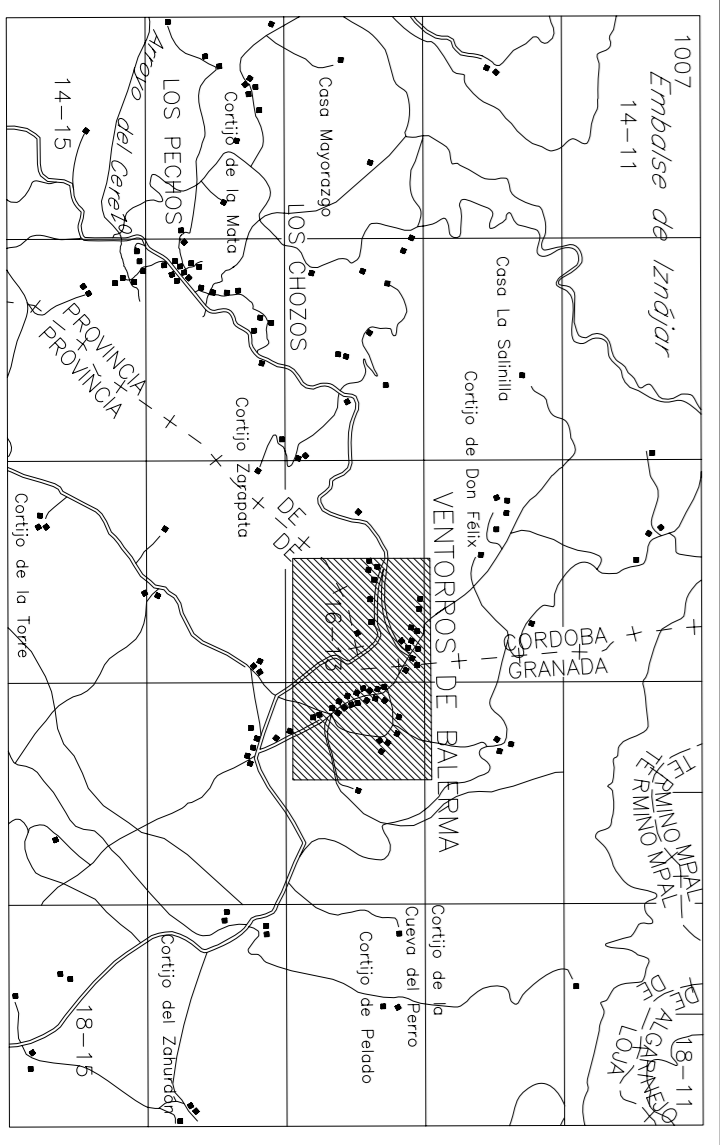 1007
Embalse de Iznájar
14-11
18-11
TÉRMINO MPAL
TÉRMINO MPAL
DE ALGARINEJO
DE
LOJA
Casa La Salinilla
Cortijo de Don Félix
CORDOBA
GRANADA
VENTORROS DE BALERMA
Cortijo de la
Cueva del Perro
Cortijo de Pelado
Casa Mayorazgo
LOS CHOZOS
16-13
DE
DE
Cortijo de la Mata
Cortijo Zarapata
LOS PECHOS
Arroyo del Cerezo
Cortijo del Zahurdón
14-15
PROVINCIA
PROVINCIA
Cortijo de la Torre
18-15